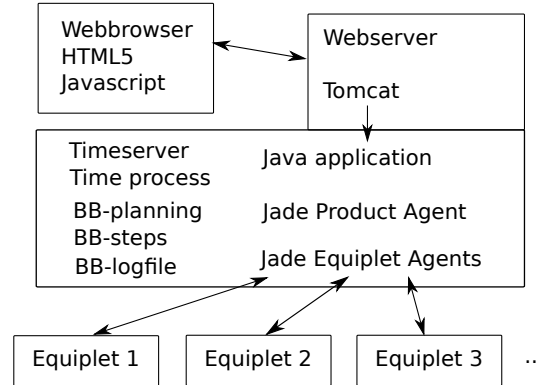 Webbrowser
HTML5
Javascript
Webserver
Tomcat
Timeserver
Time process
BB-planning
BB-steps
BB-logfile
Java application
Jade Product Agent
Jade Equiplet Agents
Equiplet 1
Equiplet 2
Equiplet 3
..